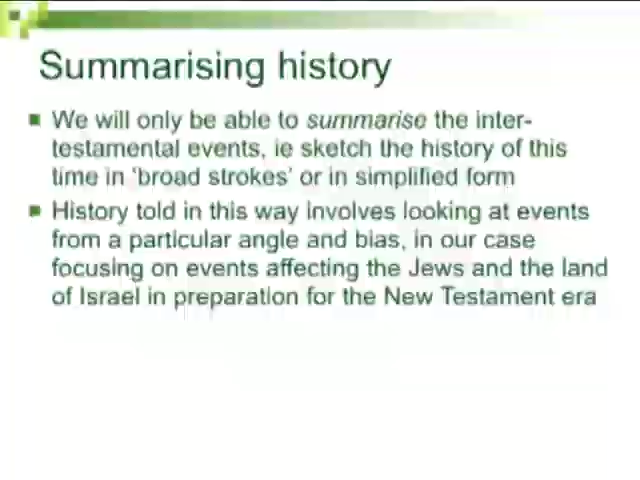 Summarising history
We will only be able to summarise the inter-
testamental events, ie sketch the history of this
time in 'broad strokes' or in simplified form
History told in this way involves looking at events
from a particular angle and bias, in our case
focusing on events affecting the Jews and the land
of Israel in preparation for the New Testament era